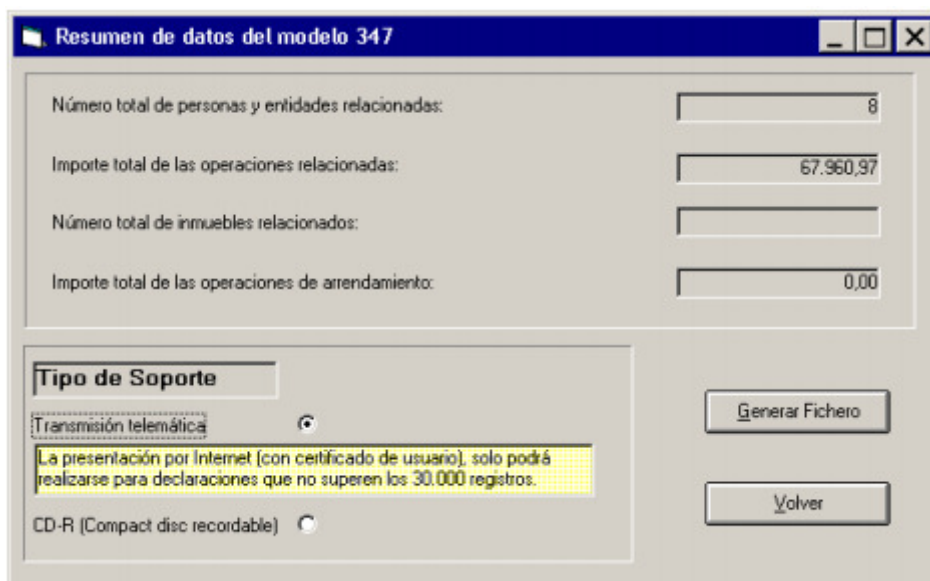 Resumen de datos del modelo 347
Número total de personas y entidades relacionadas: 8
Importe total de las operaciones relacionadas: 67.960,97
Número total de inmuebles relacionados:
Importe total de las operaciones de arrendamiento: 0,00
Tipo de Soporte
Transmisión telemática
La presentación por Internet (con certificado de usuario), solo podrá
realizarse para declaraciones que no superen los 30.000 registros.
CD-R (Compact disc recordable)
Generar Fichero
Volver